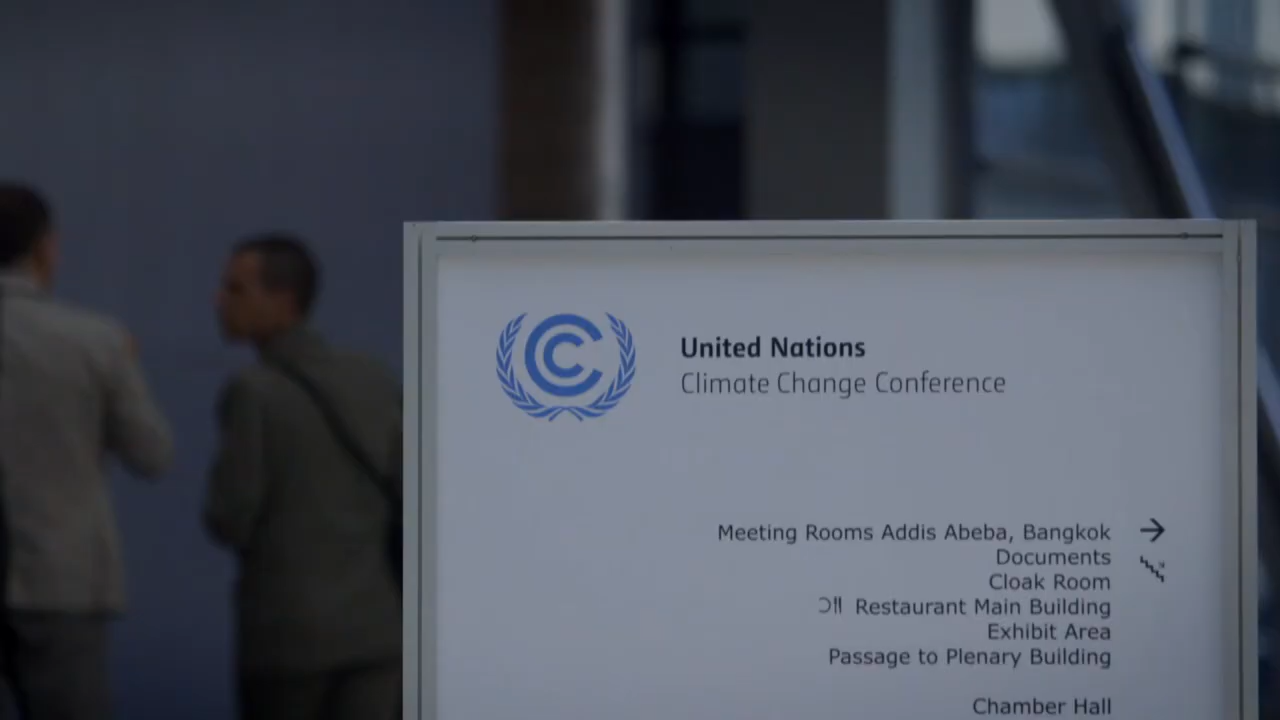 United Nations
Climate Change Conference
Meeting Rooms Addis Abeba, Bangkok
Documents
Cloak Room
Restaurant Main Building
Exhibit Area
Passage to Plenary Building
Chamber Hall